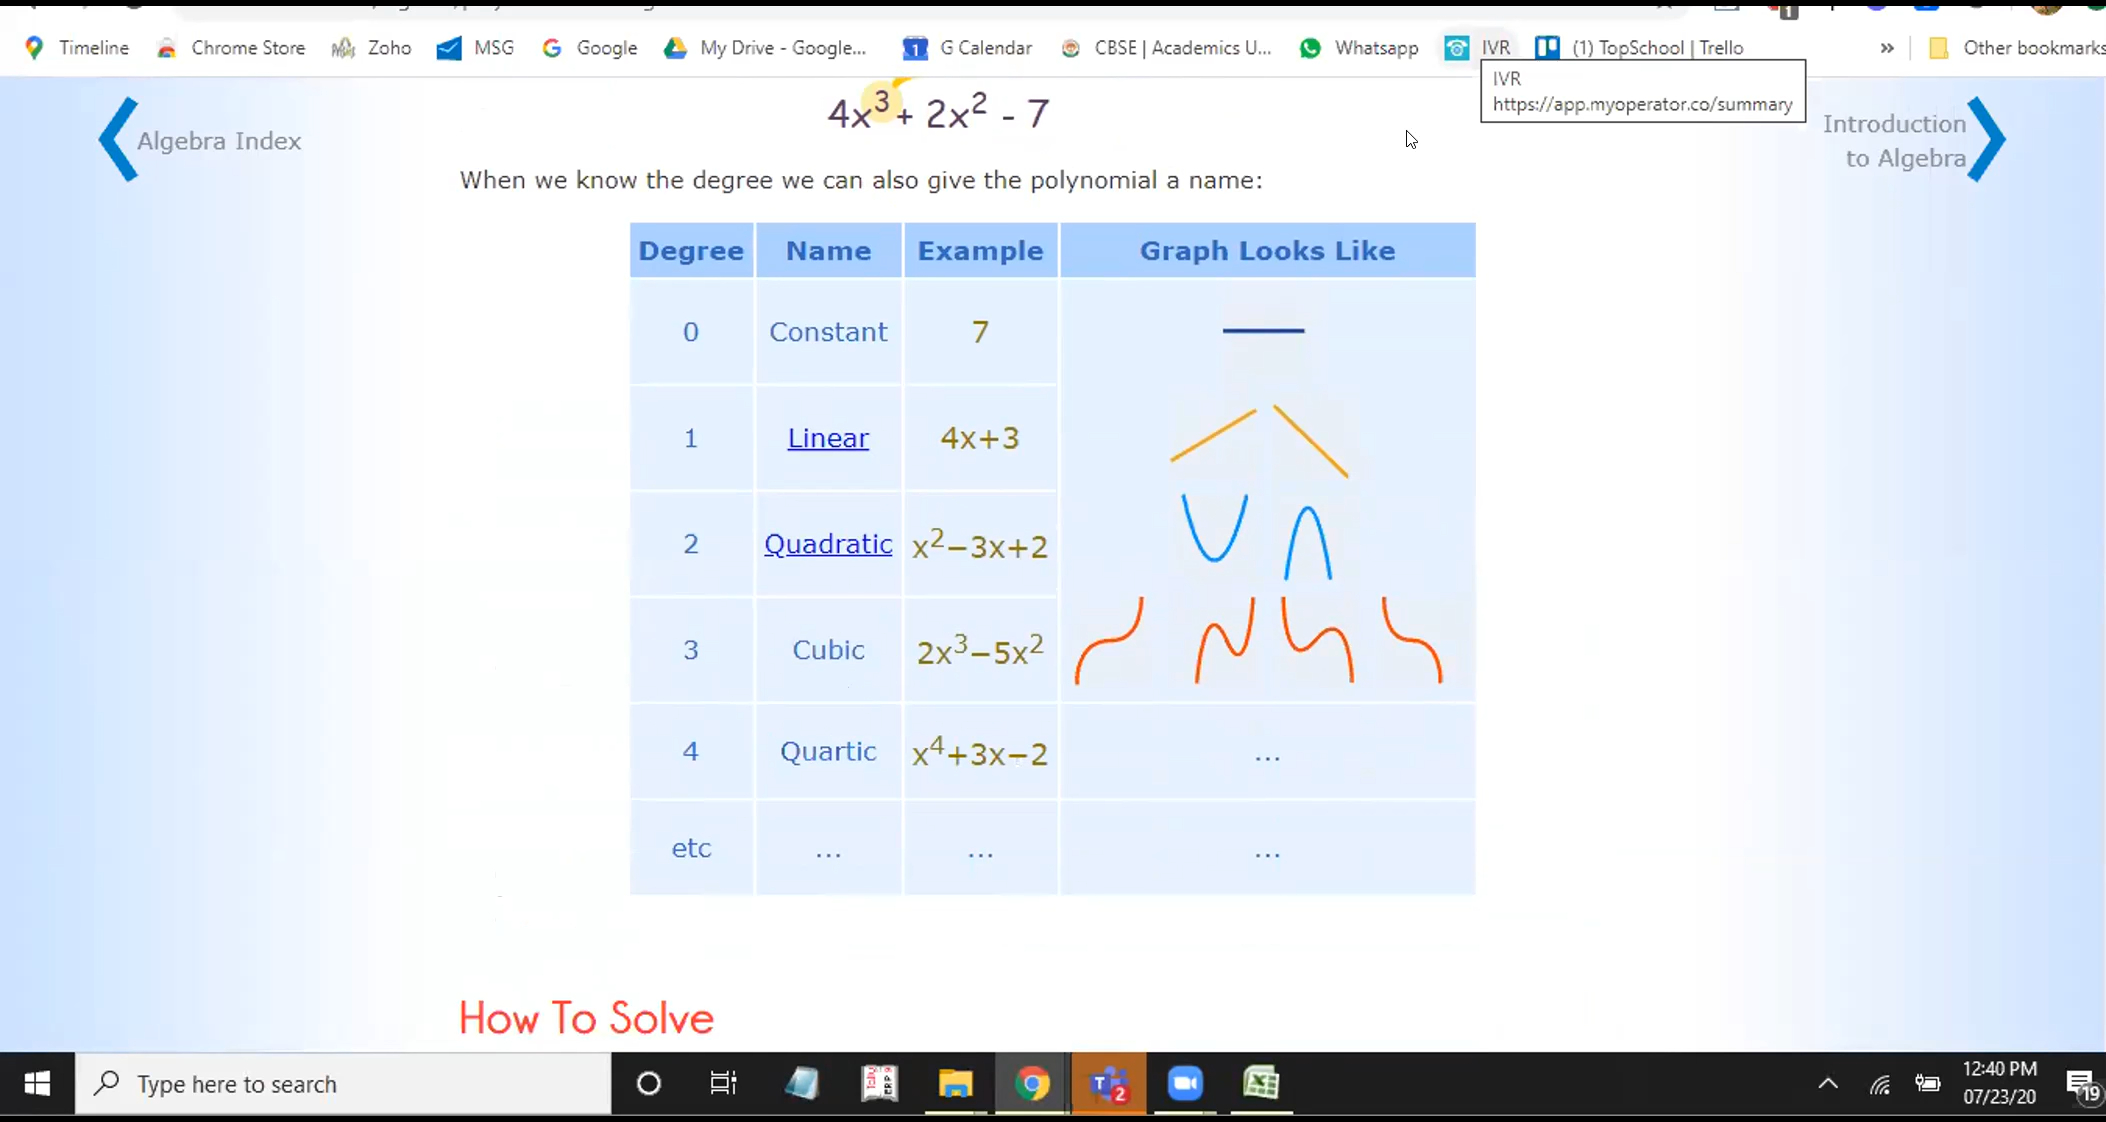 Timeline Chrome Store Zoho MSG Google My Drive - Google... 1 G Calendar CBSE | Academics U... Whatsapp IVR (1) TopSchool | Trello » Other bookmarks
IVR
https://app.myoperator.co/summary
4x3 + 2x2 - 7
Algebra Index
Introduction
to Algebra
When we know the degree we can also give the polynomial a name:
Degree Name Example Graph Looks Like
0 Constant 7
1 Linear 4x+3
2 Quadratic x2−3x+2
3 Cubic 2x3−5x2
4 Quartic x4+3x−2 ...
etc ... ... ...
How To Solve
Type here to search
2
12:40 PM
07/23/20
19